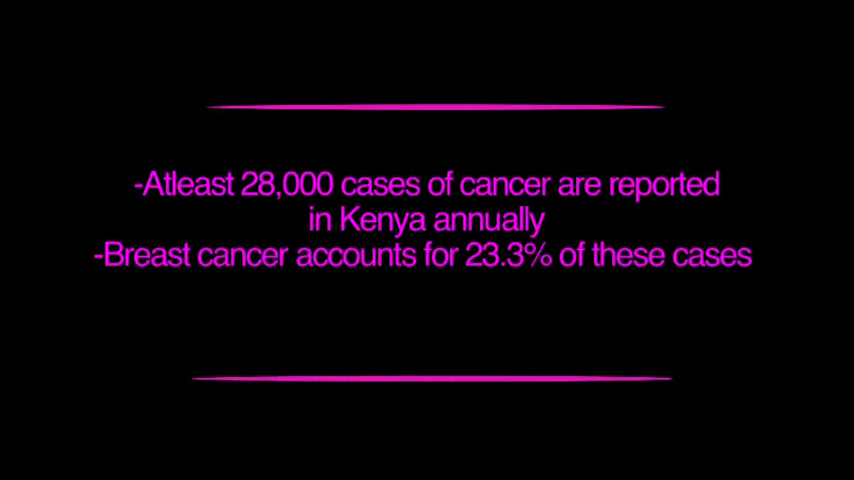 -Atleast 28,000 cases of cancer are reported
in Kenya annually
-Breast cancer accounts for 23.3% of these cases